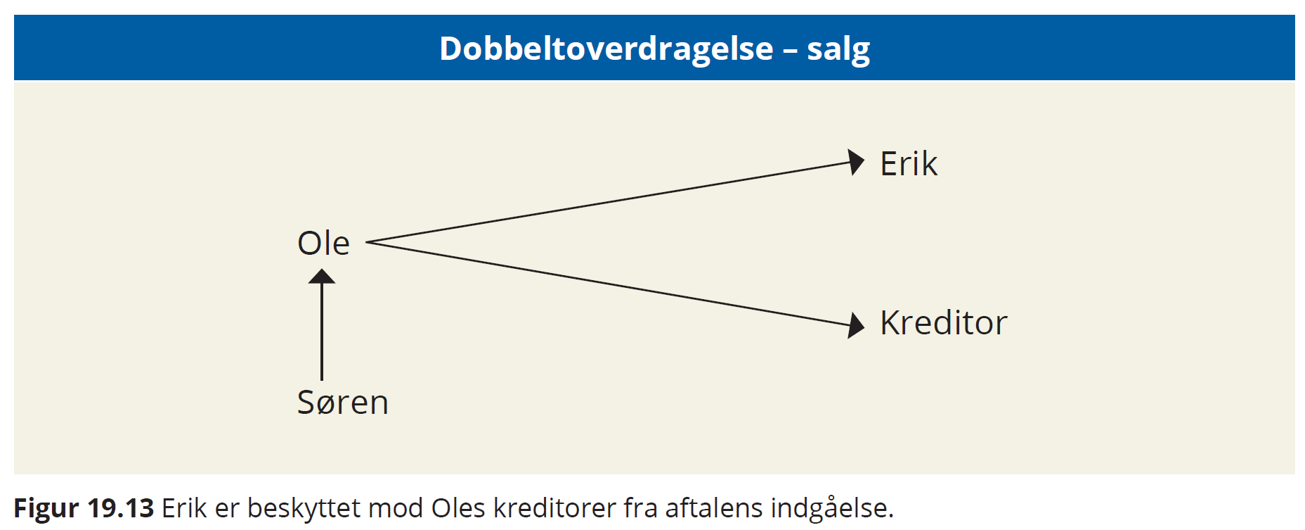 Dobbeltoverdragelse – salg
Erik
Ole
Kreditor
Søren
Figur 19.13 Erik er beskyttet mod Oles kreditorer fra aftalens indgåelse.